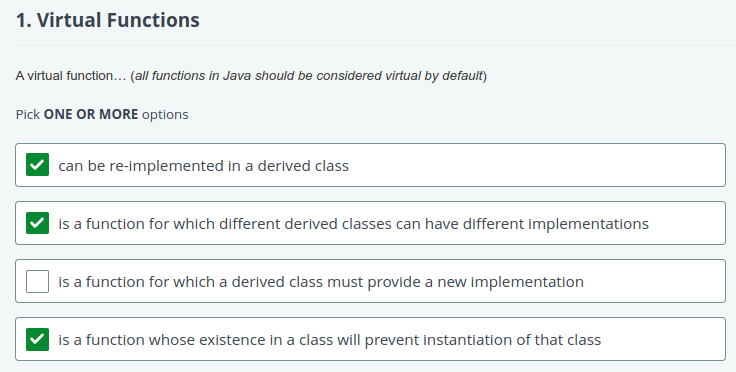 1. Virtual Functions
A virtual function... (all functions in Java should be considered virtual by default)
Pick ONE OR MORE options
can be re-implemented in a derived class
is a function for which different derived classes can have different implementations
is a function for which a derived class must provide a new implementation
is a function whose existence in a class will prevent instantiation of that class